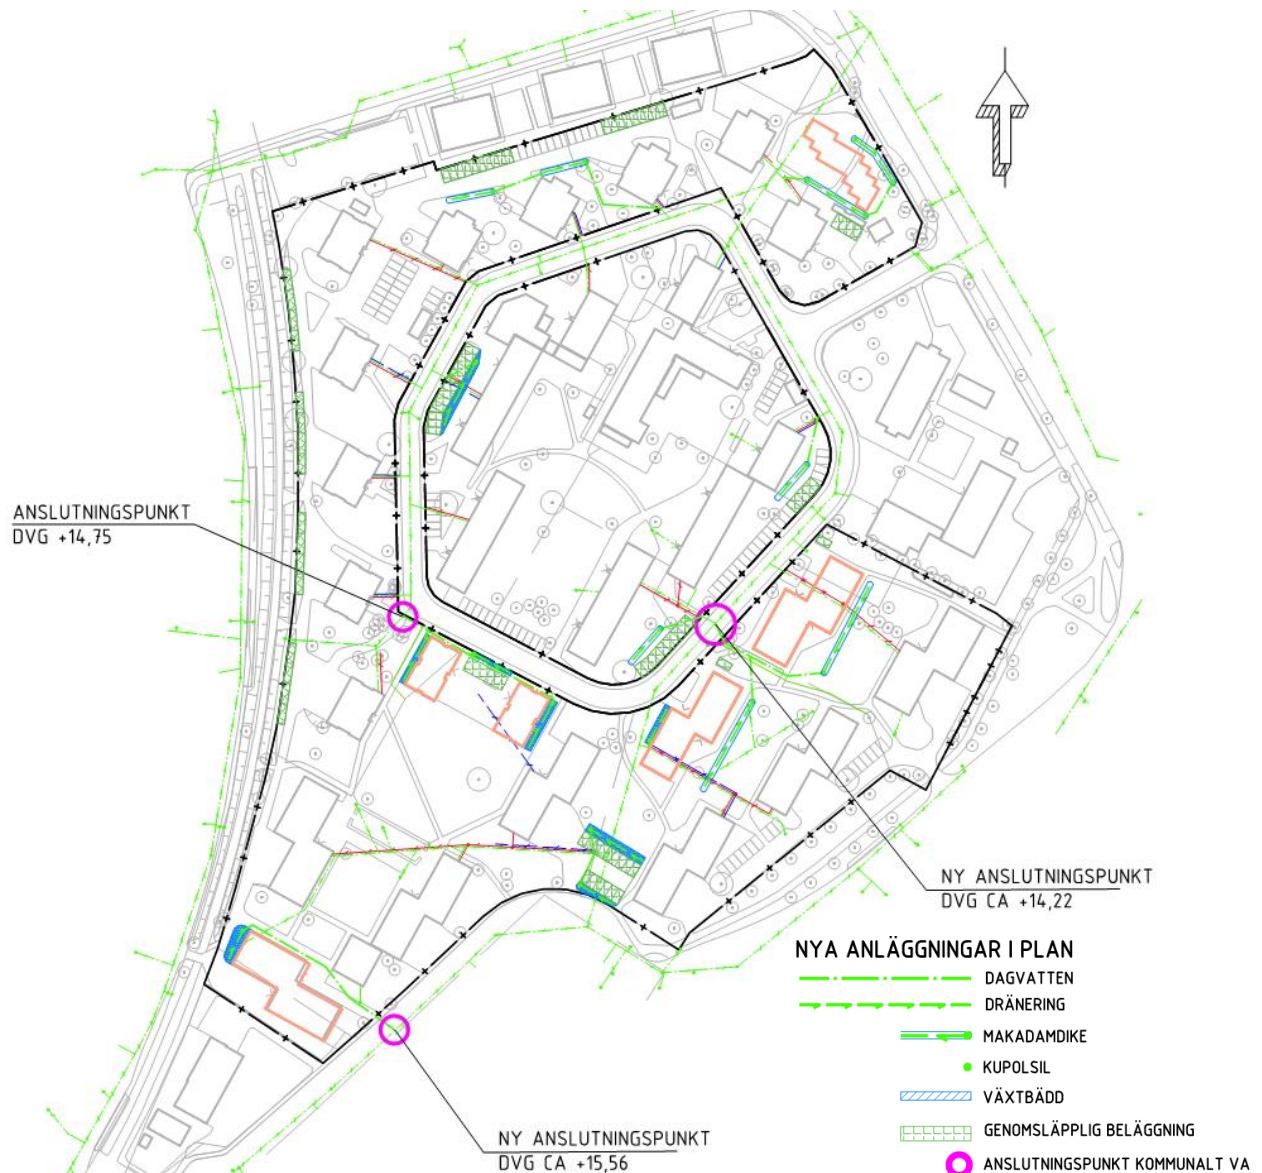 ANSLUTNINGSPUNKT
DVG +14,75
NY ANSLUTNINGSPUNKT
DVG CA +14,22
NYA ANLÄGGNINGAR I PLAN
DAGVATTEN
DRÄNERING
MAKADAMDIKE
KUPOLSIL
VÄXTBÄDD
GENOMSLÄPPLIG BELÄGGNING
ANSLUTNINGSPUNKT KOMMUNALT VA
NY ANSLUTNINGSPUNKT
DVG CA +15,56